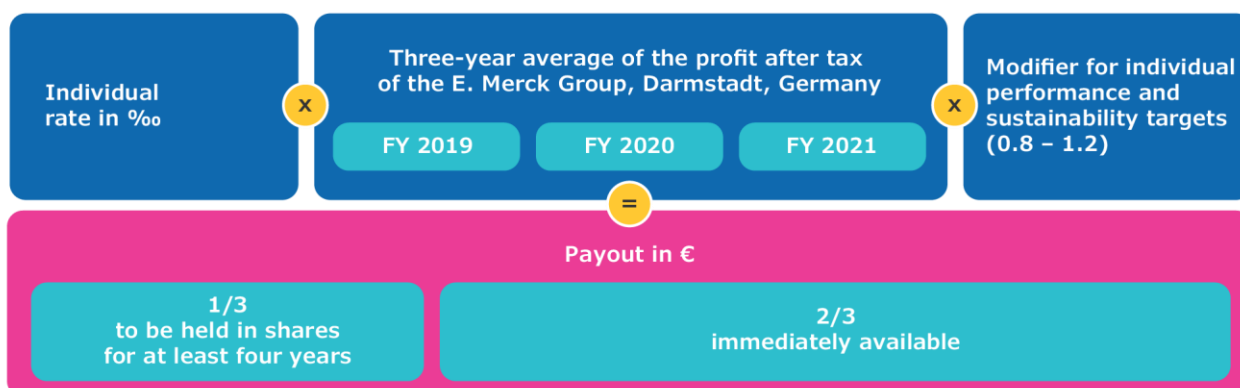 Individual
rate in ‰
x
Three-year average of the profit after tax
of the E. Merck Group, Darmstadt, Germany
FY 2019
FY 2020
FY 2021
x
Modifier for individual
performance and
sustainability targets
(0.8 – 1.2)
=
Payout in €
1/3
to be held in shares
for at least four years
2/3
immediately available